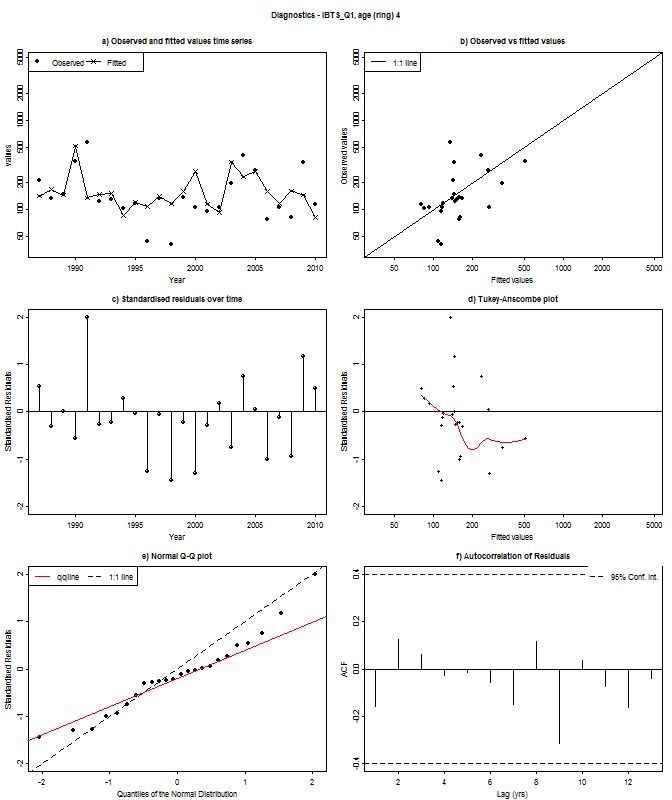 Diagnostics - IBTS_Q1, age (ring) 4
a) Observed and fitted values time series
Observed Fitted
values
50 100 200 500 1000 2000 5000
1990 1995 2000 2005 2010
Year
b) Observed vs fitted values
1:1 line
Observed values
50 100 200 500 1000 2000 5000
50 100 200 500 1000 2000 5000
Fitted values
c) Standardised residuals over time
Standardised Residuals
-2 -1 0 1 2
1990 1995 2000 2005 2010
Year
d) Tukey-Anscombe plot
Standardised Residuals
-2 -1 0 1 2
50 100 200 500 1000 2000 5000
Fitted values
e) Normal Q-Q plot
qqline 1:1 line
Standardised Residuals
-2 -1 0 1 2
-2 -1 0 1 2
Quantiles of the Normal Distribution
f) Autocorrelation of Residuals
95% Conf. Int.
ACF
-0.4 -0.2 0.0 0.2 0.4
2 4 6 8 10 12
Lag (yrs)